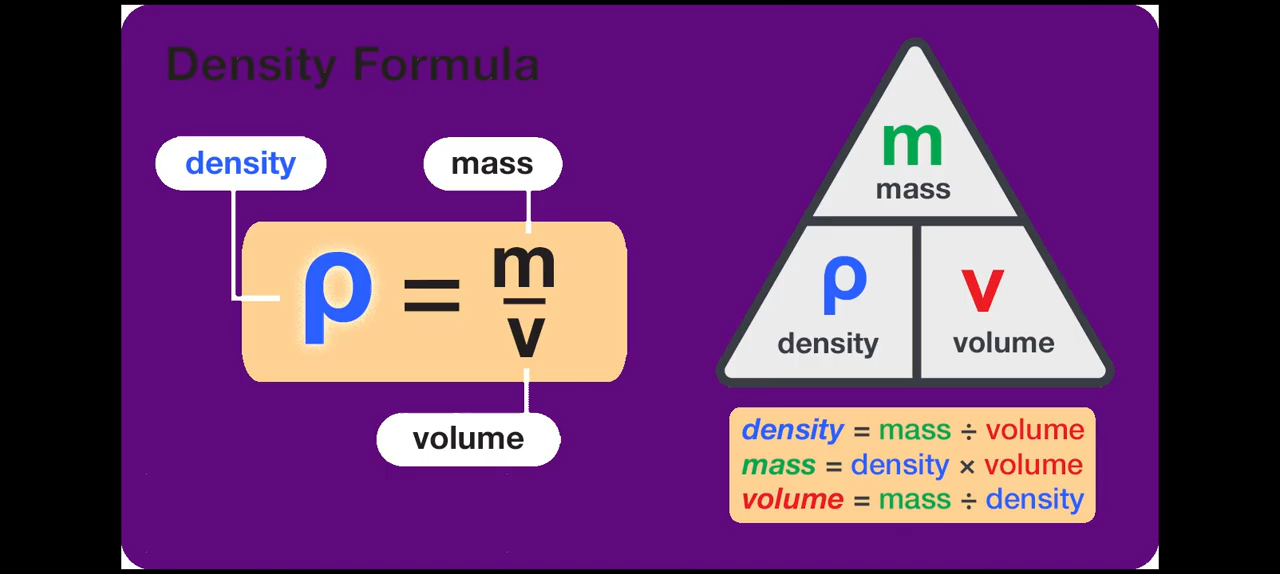 Density Formula
density
mass
ρ = m
v
volume
m
mass
ρ
density
v
volume
density = mass ÷ volume
mass = density × volume
volume = mass ÷ density